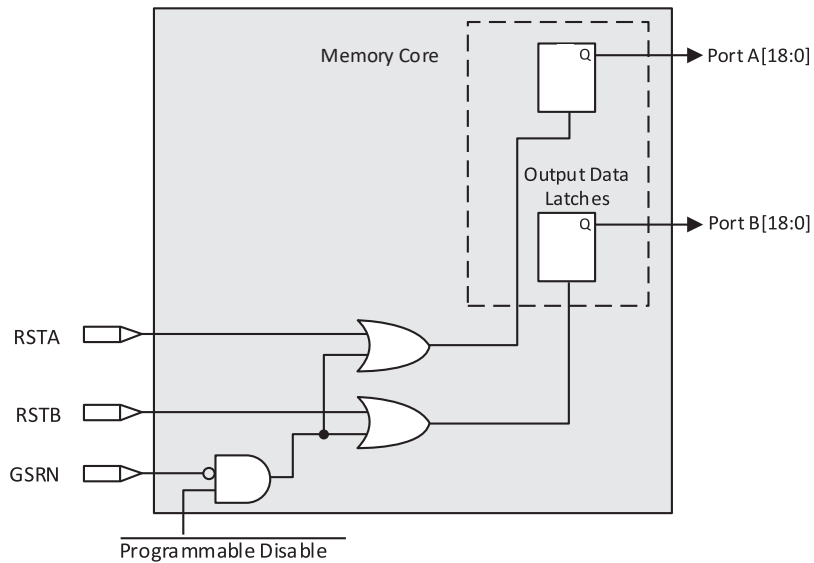 Memory Core
Q
Port A[18:0]
Output Data
Latches
Q
Port B[18:0]
RSTA
RSTB
GSRN
Programmable Disable